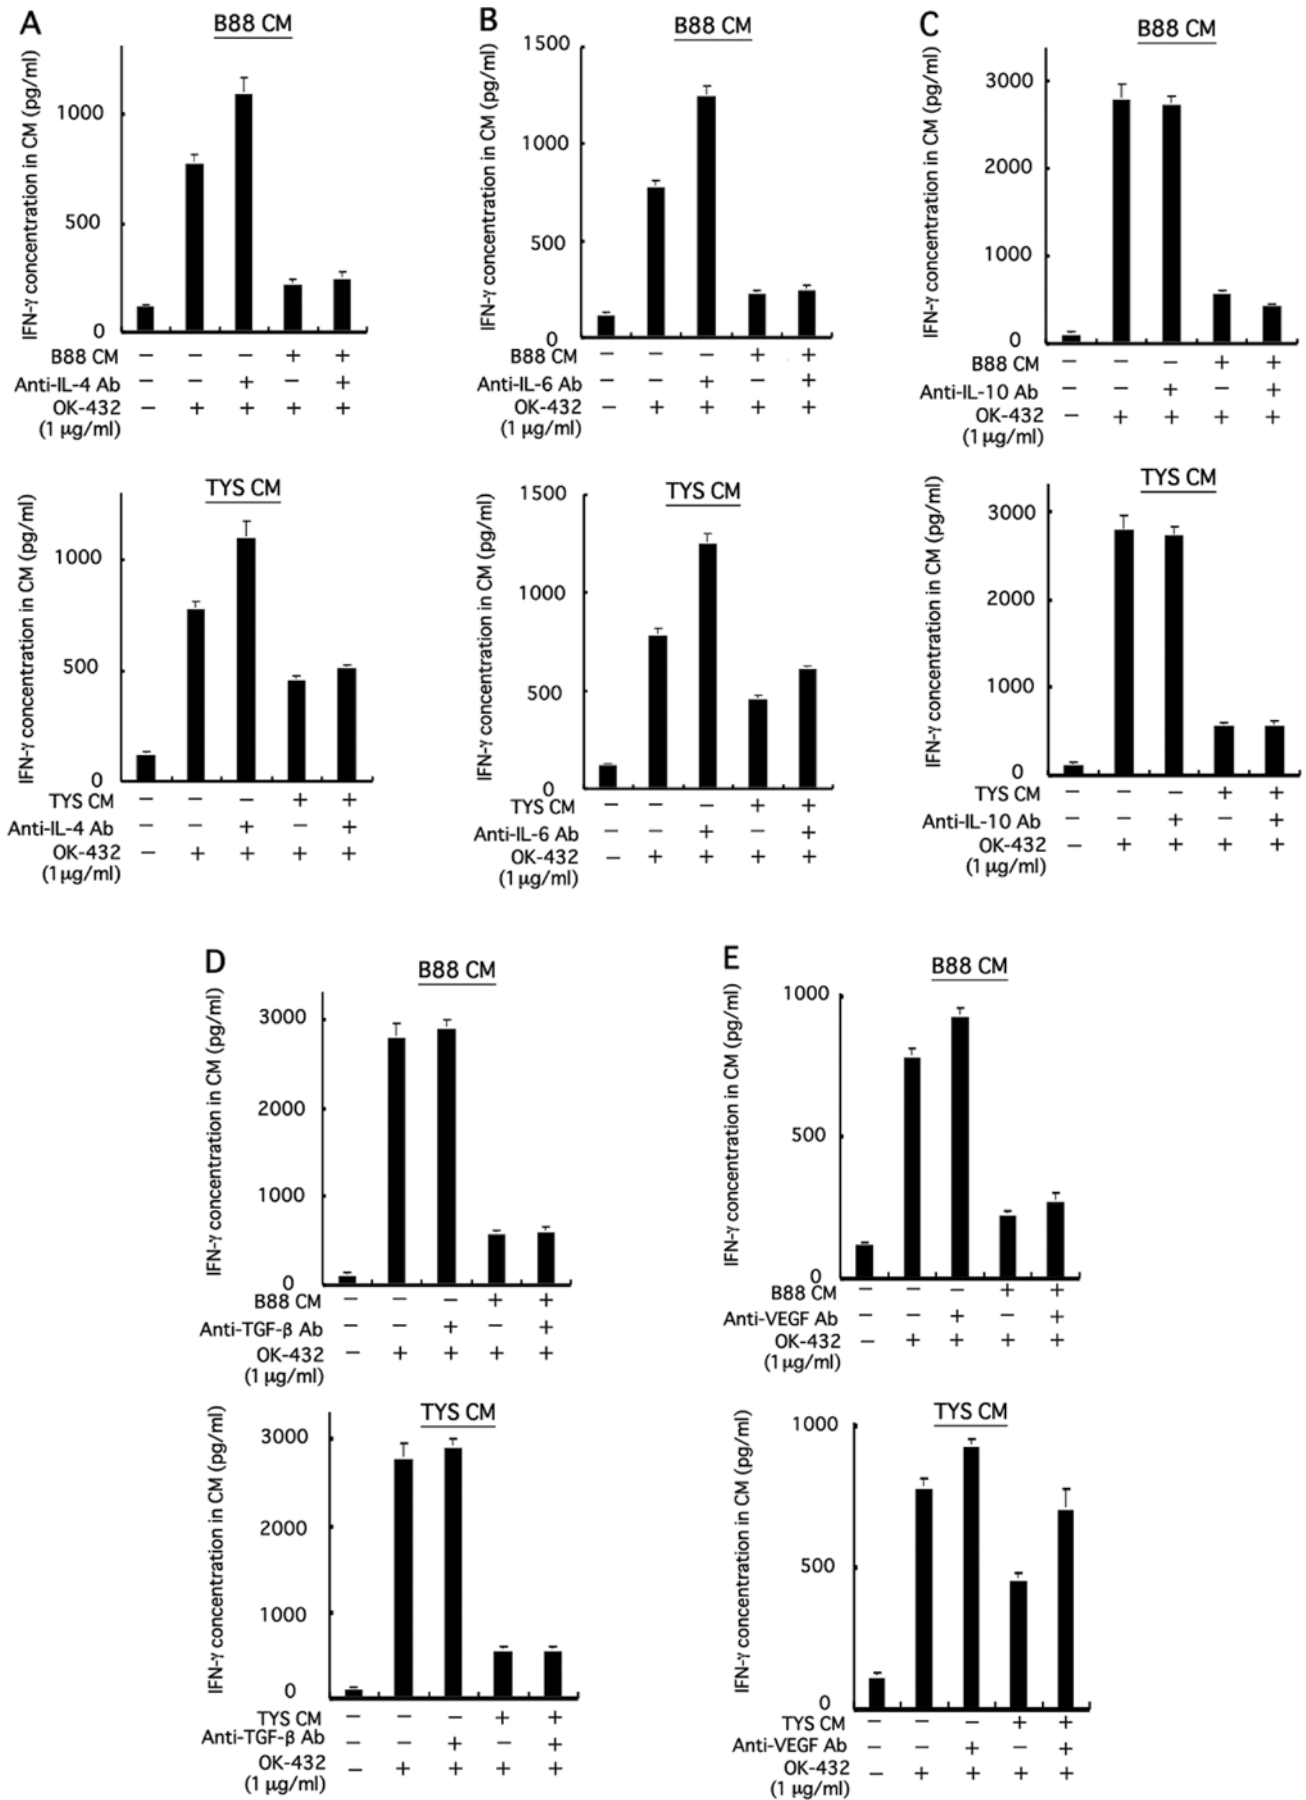 A
B88 CM
IFN-γ concentration in CM (pg/ml)
1000
500
0
B88 CM − − − + +
Anti-IL-4 Ab − − + − +
OK-432 − + + + +
(1 μg/ml)
B
B88 CM
IFN-γ concentration in CM (pg/ml)
1500
1000
500
0
B88 CM − − − + +
Anti-IL-6 Ab − − + − +
OK-432 − + + + +
(1 μg/ml)
C
B88 CM
IFN-γ concentration in CM (pg/ml)
3000
2000
1000
0
B88 CM − − − + +
Anti-IL-10 Ab − − + − +
OK-432 − + + + +
(1 μg/ml)
TYS CM
IFN-γ concentration in CM (pg/ml)
1000
500
0
TYS CM − − − + +
Anti-IL-4 Ab − − + − +
OK-432 − + + + +
(1 μg/ml)
TYS CM
IFN-γ concentration in CM (pg/ml)
1500
1000
500
0
TYS CM − − − + +
Anti-IL-6 Ab − − + − +
OK-432 − + + + +
(1 μg/ml)
TYS CM
IFN-γ concentration in CM (pg/ml)
3000
2000
1000
0
TYS CM − − − + +
Anti-IL-10 Ab − − + − +
OK-432 − + + + +
(1 μg/ml)
D
B88 CM
IFN-γ concentration in CM (pg/ml)
3000
2000
1000
0
B88 CM − − − + +
Anti-TGF-β Ab − − + − +
OK-432 − + + + +
(1 μg/ml)
E
B88 CM
IFN-γ concentration in CM (pg/ml)
1000
500
0
B88 CM − − − + +
Anti-VEGF Ab − − + − +
OK-432 − + + + +
(1 μg/ml)
TYS CM
IFN-γ concentration in CM (pg/ml)
3000
2000
1000
0
TYS CM − − − + +
Anti-TGF-β Ab − − + − +
OK-432 − + + + +
(1 μg/ml)
TYS CM
IFN-γ concentration in CM (pg/ml)
1000
500
0
TYS CM − − − + +
Anti-VEGF Ab − − + − +
OK-432 − + + + +
(1 μg/ml)